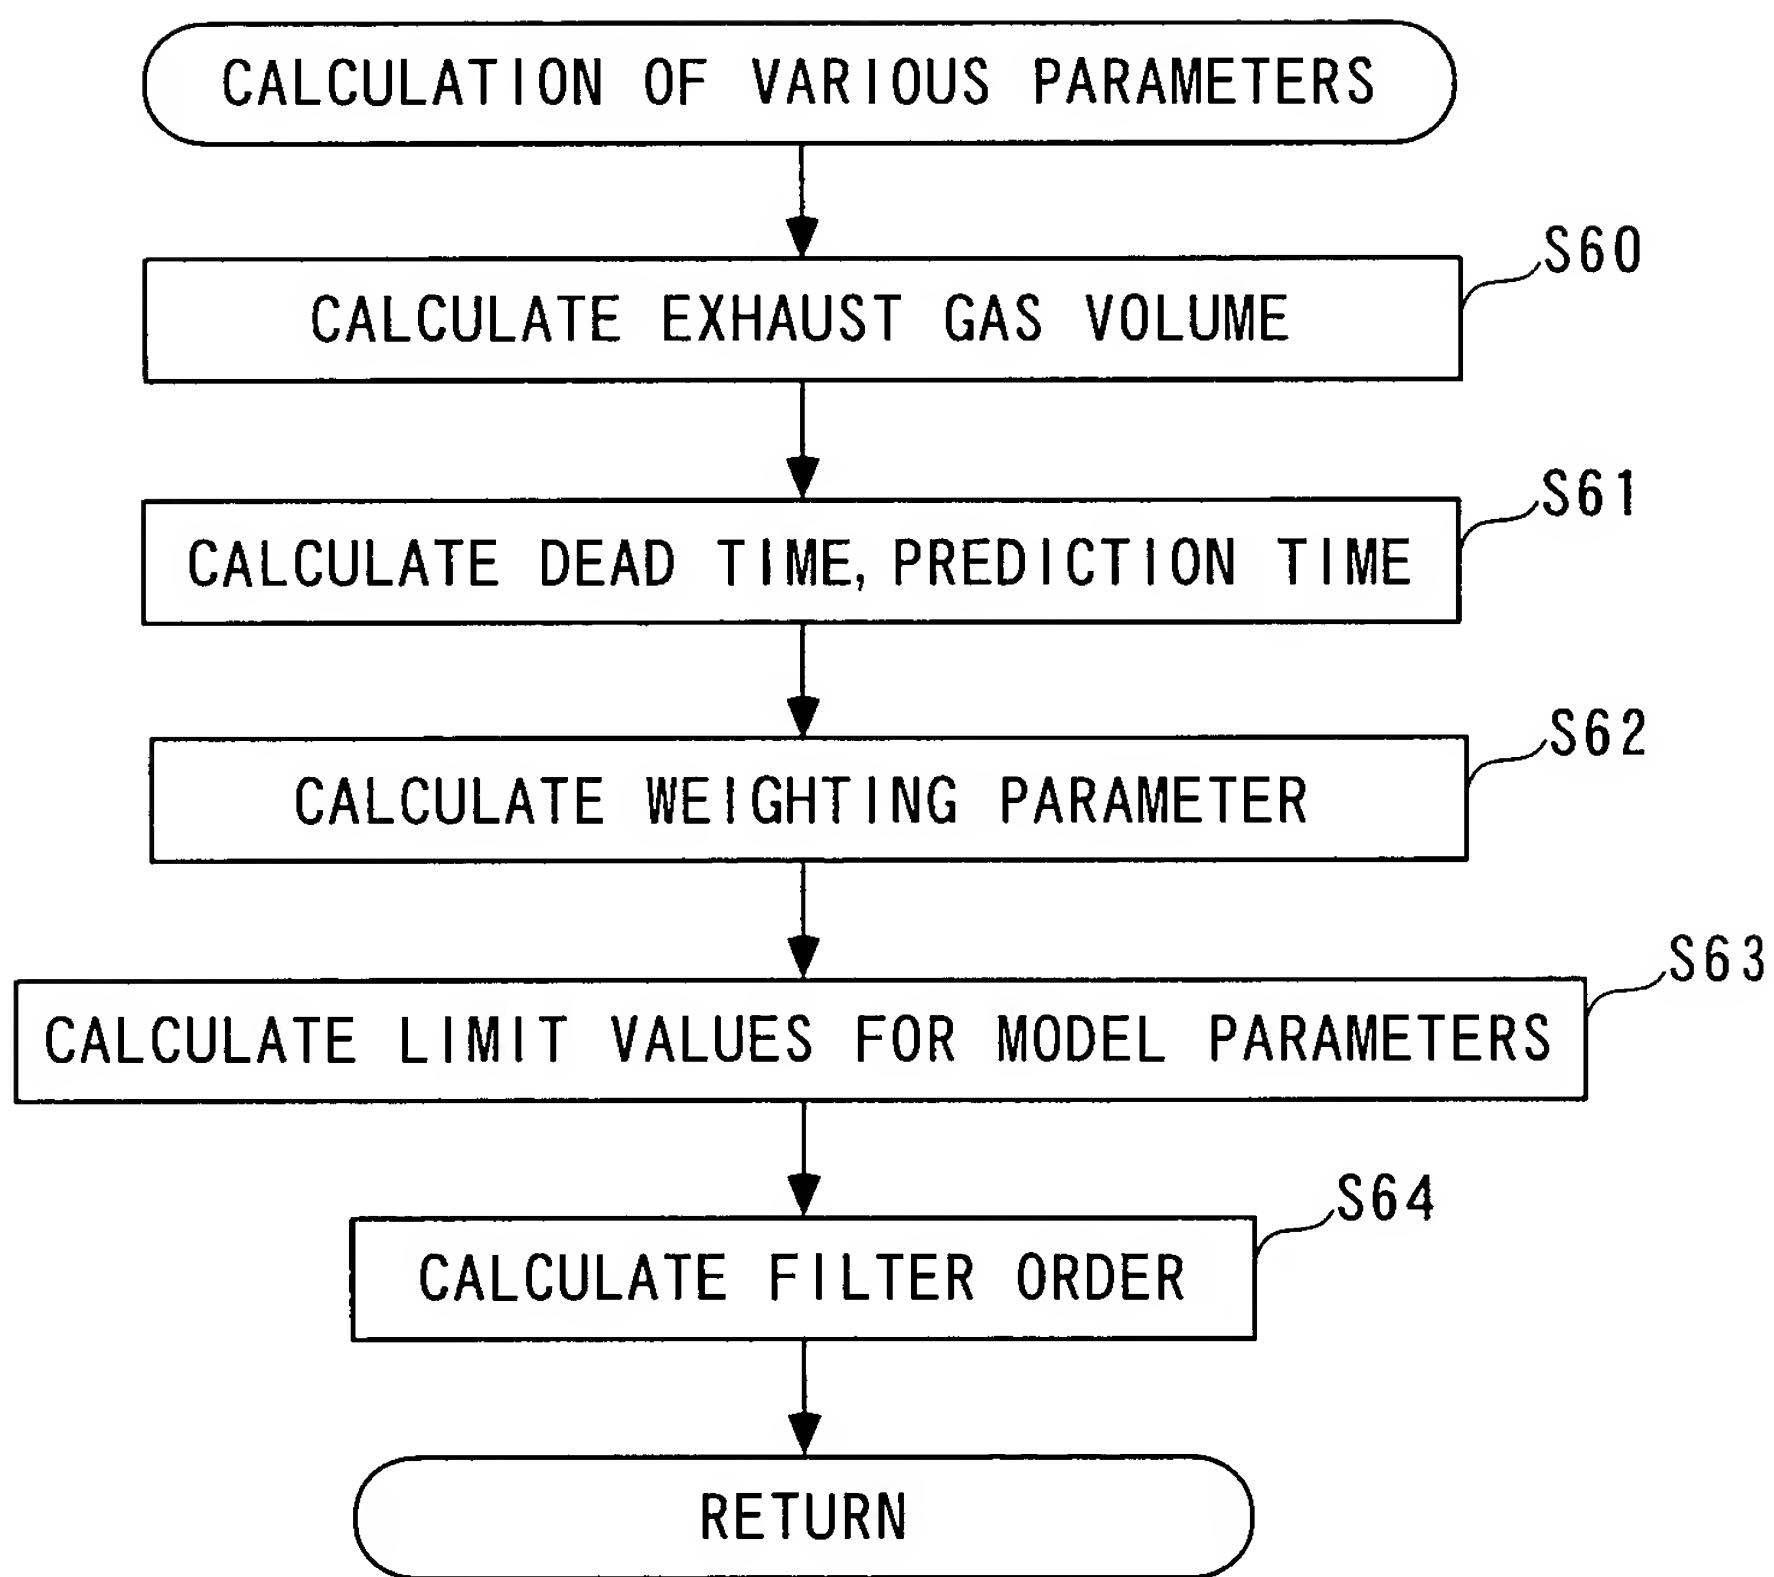 CALCULATION OF VARIOUS PARAMETERS
S60
CALCULATE EXHAUST GAS VOLUME
S61
CALCULATE DEAD TIME, PREDICTION TIME
S62
CALCULATE WEIGHTING PARAMETER
S63
CALCULATE LIMIT VALUES FOR MODEL PARAMETERS
S64
CALCULATE FILTER ORDER
RETURN